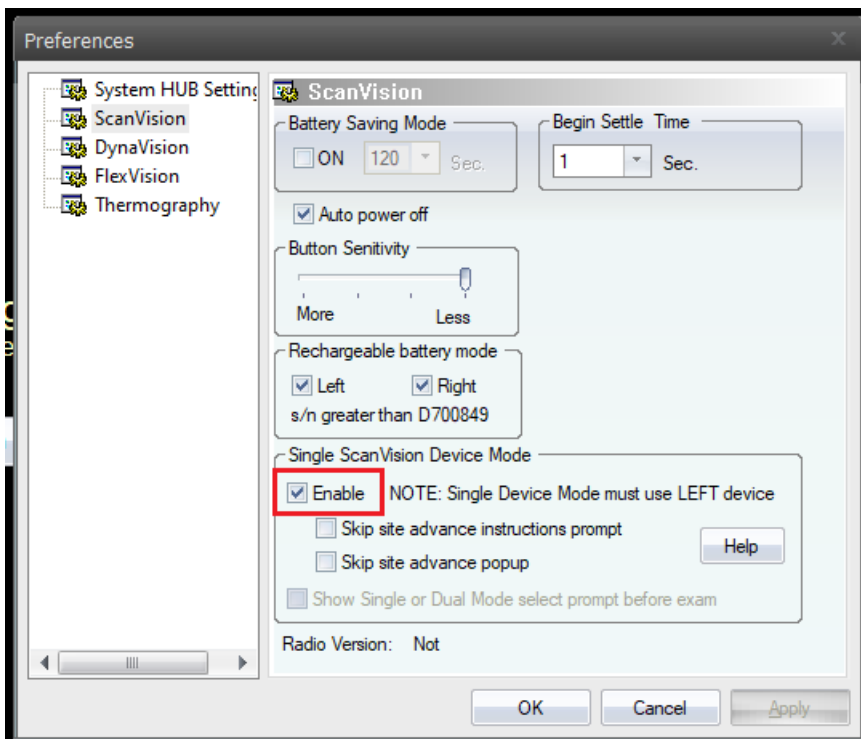 Preferences
System HUB Setting
ScanVision
DynaVision
FlexVision
Thermography
ScanVision
Battery Saving Mode
ON 120 Sec.
Begin Settle Time
1 Sec.
Auto power off
Button Senitivity
More Less
Rechargeable battery mode
Left Right
s/n greater than D700849
Single ScanVision Device Mode
Enable NOTE: Single Device Mode must use LEFT device
Skip site advance instructions prompt
Skip site advance popup
Help
Show Single or Dual Mode select prompt before exam
Radio Version: Not
OK Cancel Apply